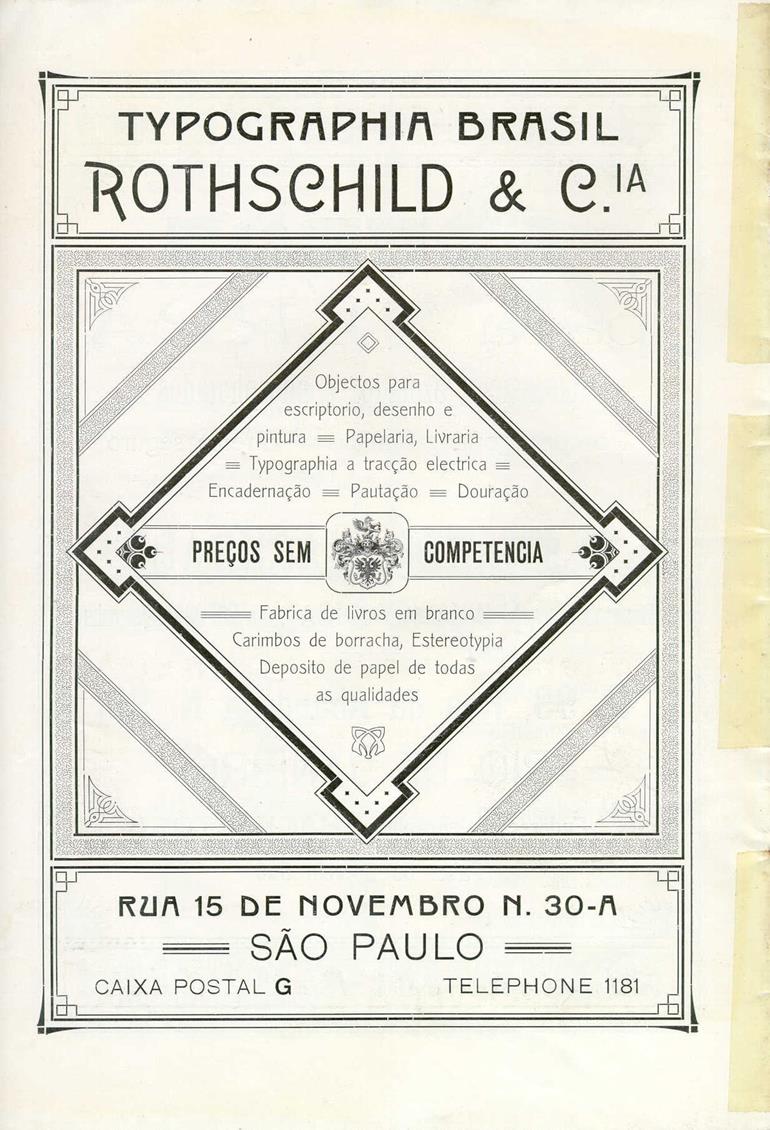 TYPOGRAPHIA BRASIL
ROTHSCHILD & C.IA
Objectos para
escriptorio, desenho e
pintura = Papelaria, Livraria
= Typographia a tracção electrica =
Encadernação = Pautação = Douração
PREÇOS SEM COMPETENCIA
Fabrica de livros em branco
Carimbos de borracha, Estereotypia
Deposito de papel de todas
as qualidades
RUA 15 DE NOVEMBRO N. 30-A
SÃO PAULO
CAIXA POSTAL G TELEPHONE 1181